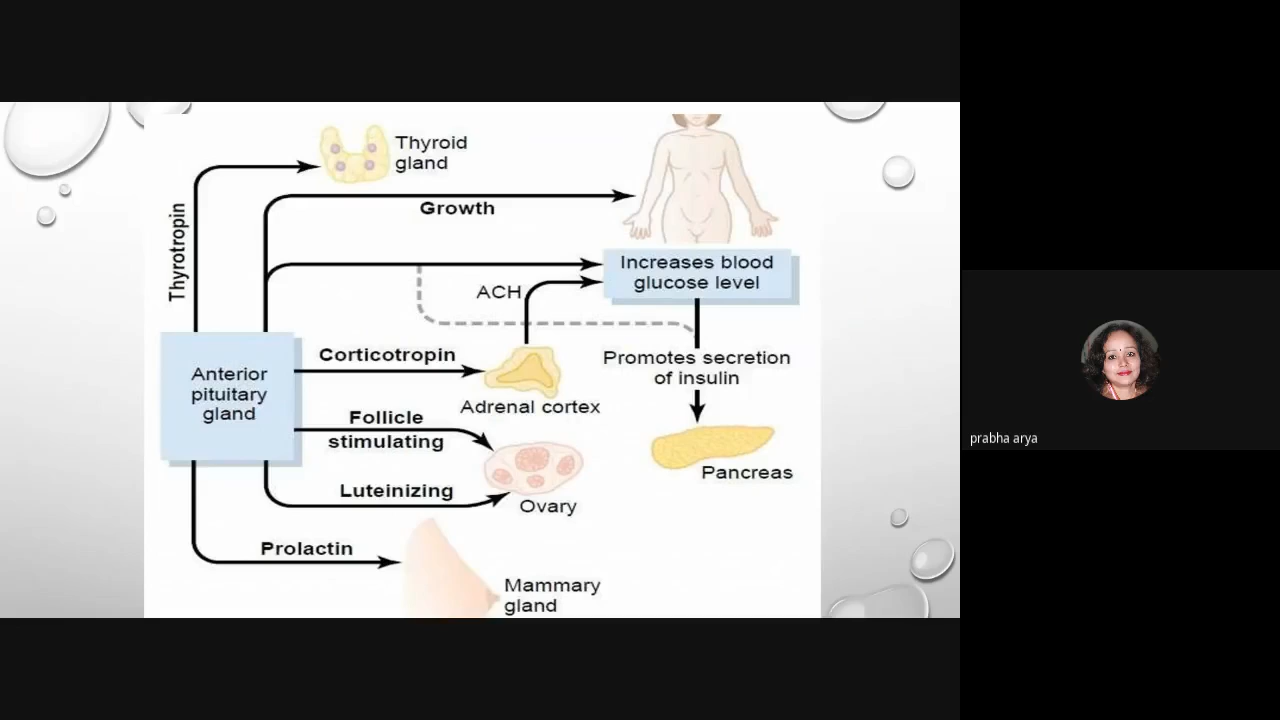 Thyroid
gland
Thyrotropin
Growth
Increases blood
glucose level
ACH
Corticotropin
Promotes secretion
of insulin
Anterior
pituitary
gland
Adrenal cortex
Follicle
stimulating
Pancreas
Luteinizing
Ovary
Prolactin
Mammary
gland
prabha arya